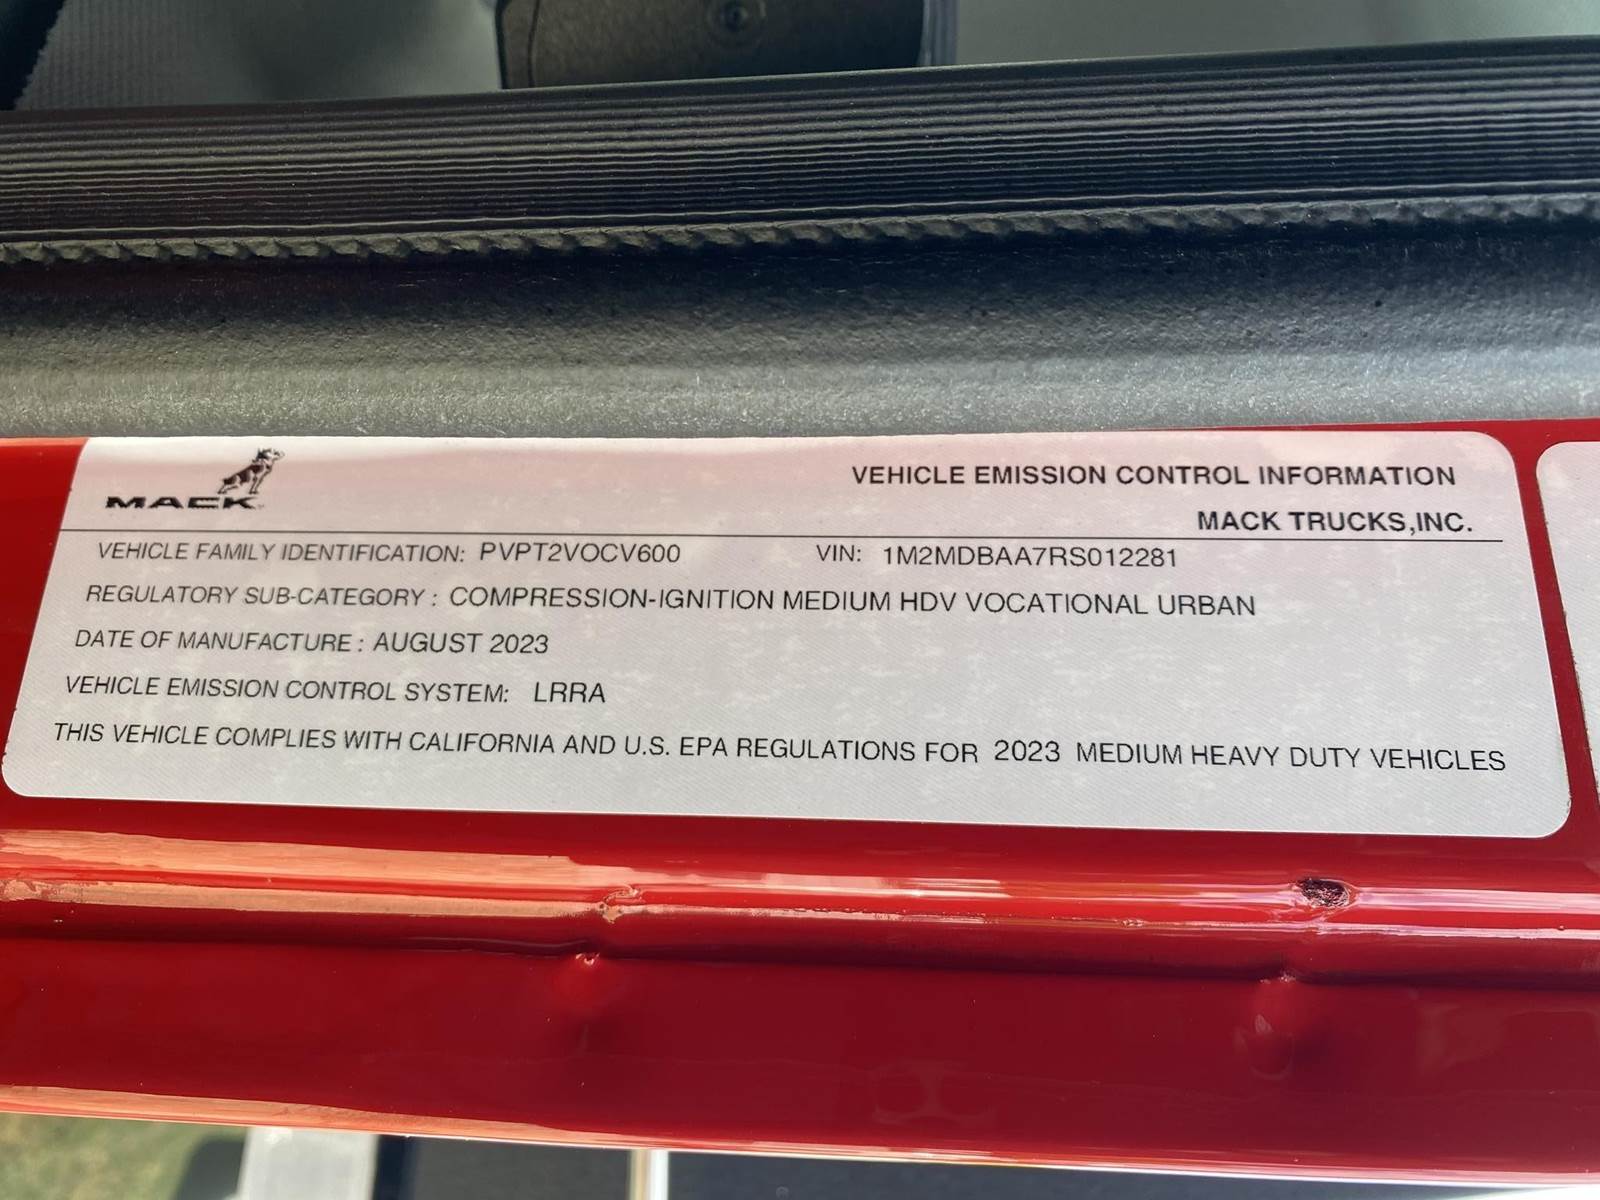 MACK
VEHICLE EMISSION CONTROL INFORMATION
MACK TRUCKS,INC.
VEHICLE FAMILY IDENTIFICATION: PVPT2VOCV600 VIN: 1M2MDBAA7RS012281
REGULATORY SUB-CATEGORY : COMPRESSION-IGNITION MEDIUM HDV VOCATIONAL URBAN
DATE OF MANUFACTURE : AUGUST 2023
VEHICLE EMISSION CONTROL SYSTEM: LRRA
THIS VEHICLE COMPLIES WITH CALIFORNIA AND U.S. EPA REGULATIONS FOR 2023 MEDIUM HEAVY DUTY VEHICLES